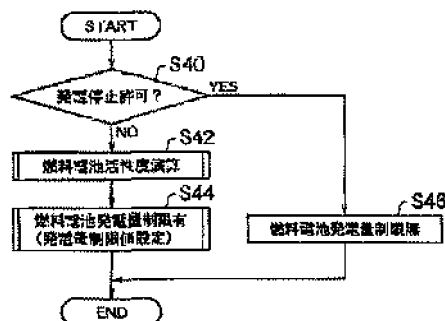 START
S40
発電停止許可？
YES
NO
S42
燃料電池活性度演算
S44
燃料電池発電量制限有
(発電量制限値設定)
S46
燃料電池発電量制限無
END